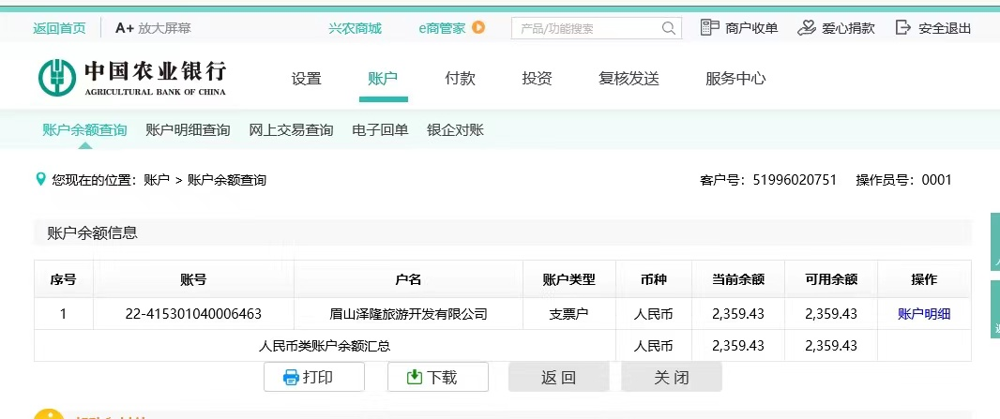 返回首页 A+ 放大屏幕 兴农商城 e商管家 产品/功能搜索 商户收单 爱心捐款 安全退出
中国农业银行
AGRICULTURAL BANK OF CHINA
设置 账户 付款 投资 复核发送 服务中心
账户余额查询 账户明细查询 网上交易查询 电子回单 银企对账
您现在的位置：账户 > 账户余额查询 客户号：51996020751 操作员号：0001
账户余额信息
序号 账号 户名 账户类型 币种 当前余额 可用余额 操作
1 22-415301040006463 眉山泽隆旅游开发有限公司 支票户 人民币 2,359.43 2,359.43 账户明细
人民币类账户余额汇总 人民币 2,359.43 2,359.43
打印 下载 返回 关闭